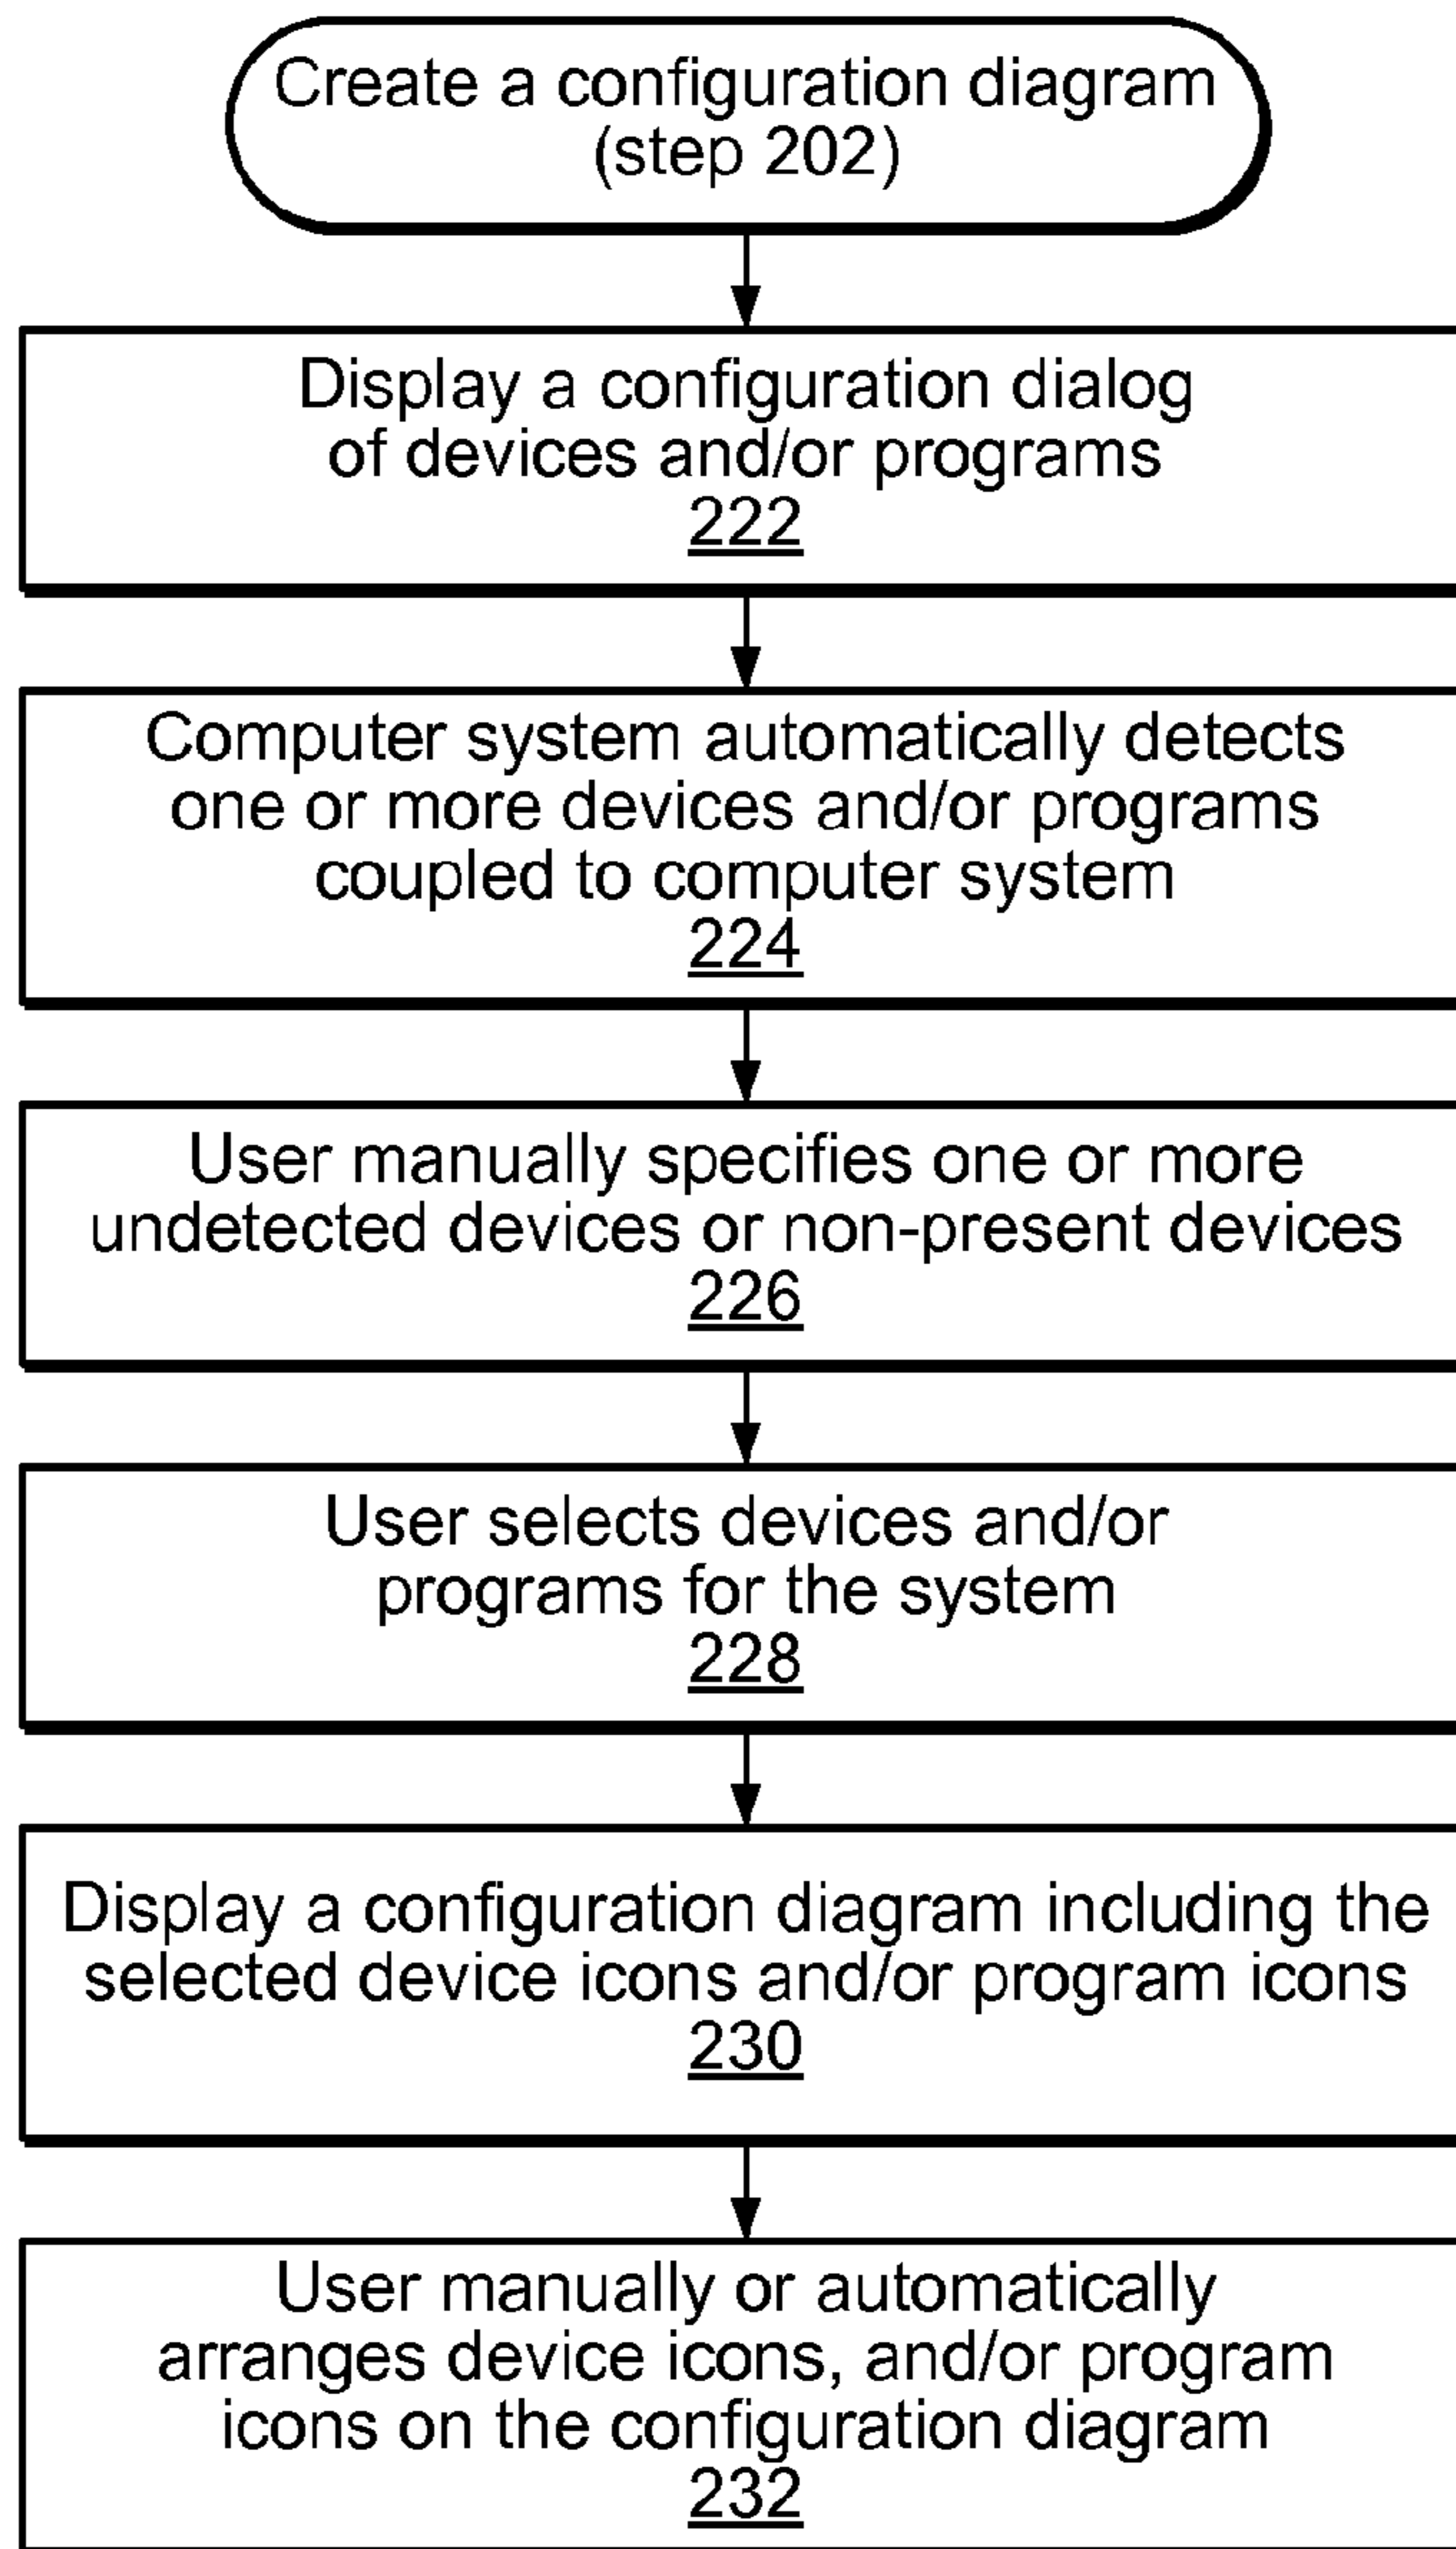 Create a configuration diagram
(step 202)
Display a configuration dialog
of devices and/or programs
222
Computer system automatically detects
one or more devices and/or programs
coupled to computer system
224
User manually specifies one or more
undetected devices or non-present devices
226
User selects devices and/or
programs for the system
228
Display a configuration diagram including the
selected device icons and/or program icons
230
User manually or automatically
arranges device icons, and/or program
icons on the configuration diagram
232